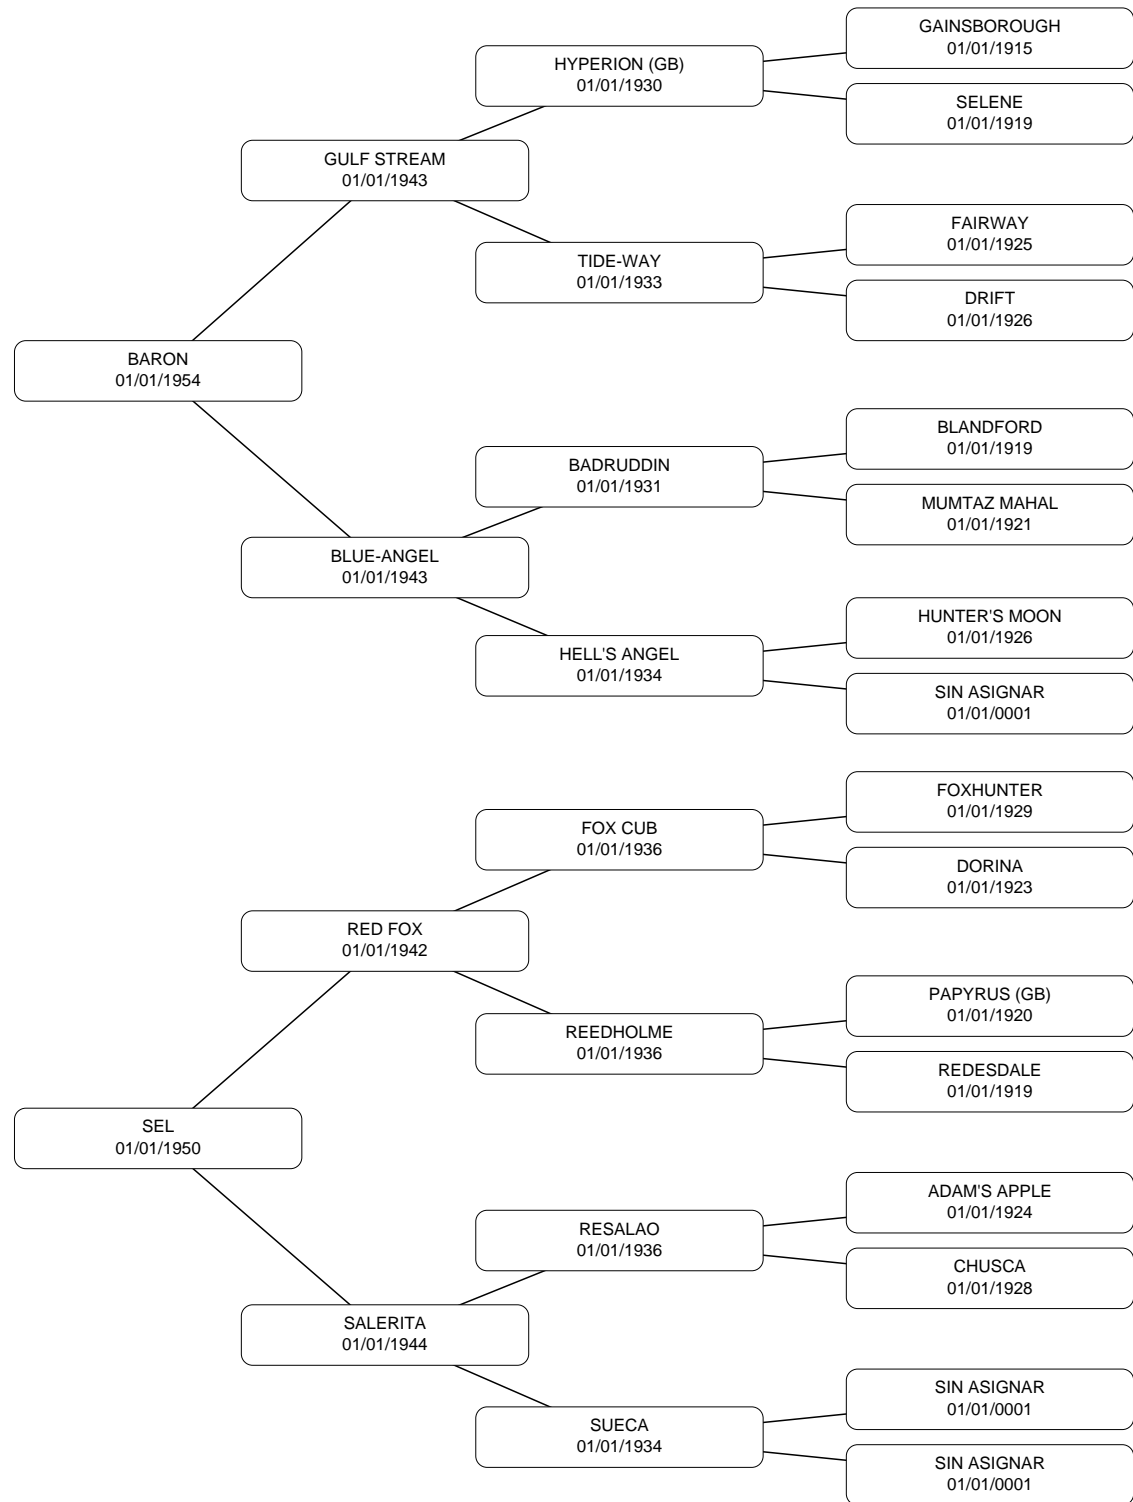 GAINSBOROUGH
01/01/1915
HYPERION (GB)
01/01/1930
SELENE
01/01/1919
GULF STREAM
01/01/1943
FAIRWAY
01/01/1925
TIDE-WAY
01/01/1933
DRIFT
01/01/1926
BARON
01/01/1954
BLANDFORD
01/01/1919
BADRUDDIN
01/01/1931
MUMTAZ MAHAL
01/01/1921
BLUE-ANGEL
01/01/1943
HUNTER'S MOON
01/01/1926
HELL'S ANGEL
01/01/1934
SIN ASIGNAR
01/01/0001
FOXHUNTER
01/01/1929
FOX CUB
01/01/1936
DORINA
01/01/1923
RED FOX
01/01/1942
PAPYRUS (GB)
01/01/1920
REEDHOLME
01/01/1936
REDESDALE
01/01/1919
SEL
01/01/1950
ADAM'S APPLE
01/01/1924
RESALAO
01/01/1936
CHUSCA
01/01/1928
SALERITA
01/01/1944
SIN ASIGNAR
01/01/0001
SUECA
01/01/1934
SIN ASIGNAR
01/01/0001